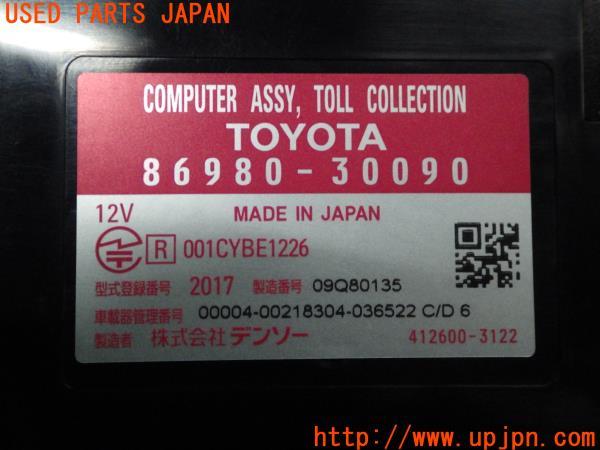 USED PARTS JAPAN
COMPUTER ASSY, TOLL COLLECTION
TOYOTA
86980-30090
12V MADE IN JAPAN
R 001CYBE1226
型式登録番号 2017 製造番号 09Q80135
車載器管理番号 00004-00218304-036522 C/D 6
製造者 株式会社 デンソー 412600-3122
http://www.upjpn.com/